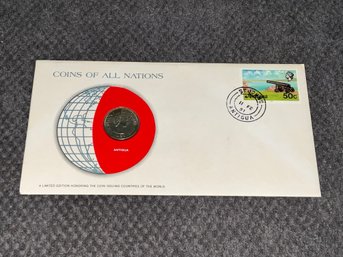 COINS OF ALL NATIONS
50c
ANTIGUA
ANTIGUA
A LIMITED EDITION HONORING THE COIN ISSUING COUNTRIES OF THE WORLD